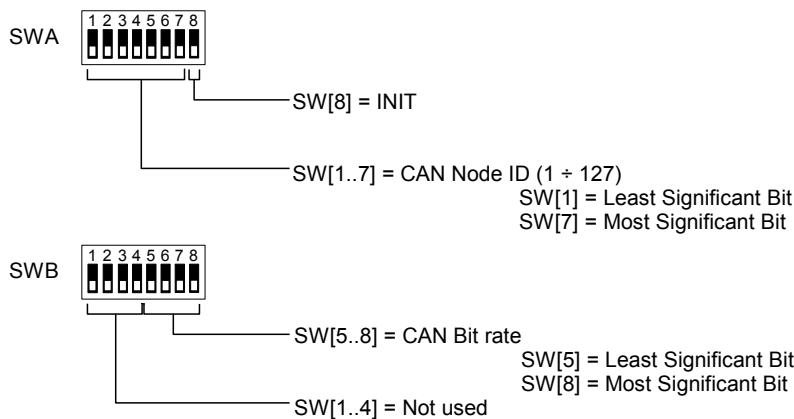 1 2 3 4 5 6 7 8
SWA
SW[8] = INIT
SW[1..7] = CAN Node ID (1 ÷ 127)
SW[1] = Least Significant Bit
SW[7] = Most Significant Bit
1 2 3 4 5 6 7 8
SWB
SW[5..8] = CAN Bit rate
SW[5] = Least Significant Bit
SW[8] = Most Significant Bit
SW[1..4] = Not used